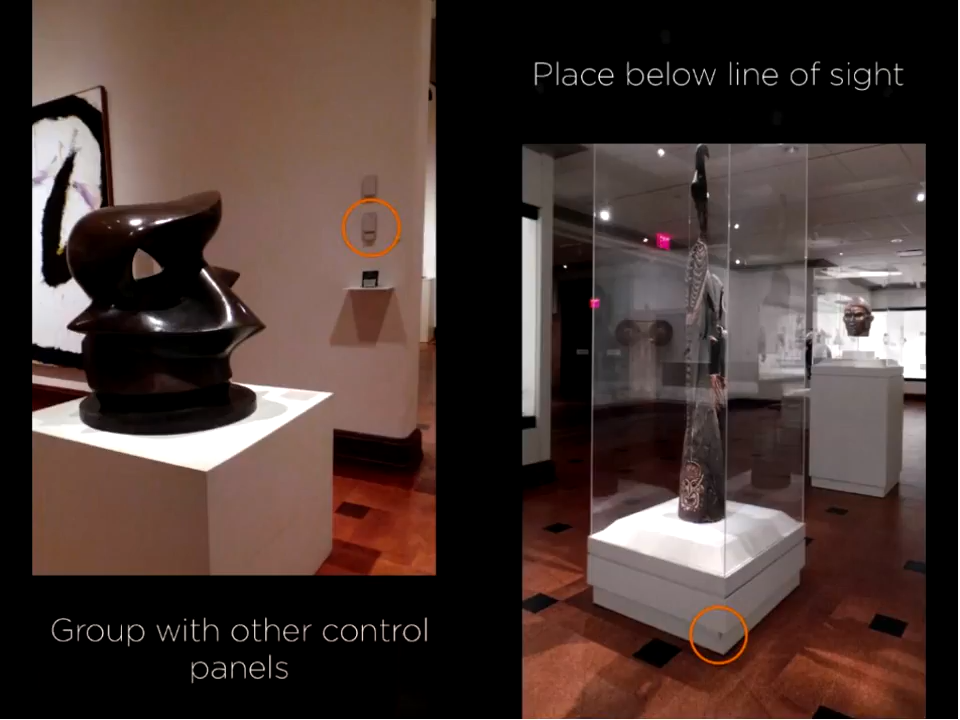 Place below line of sight
Group with other control
panels